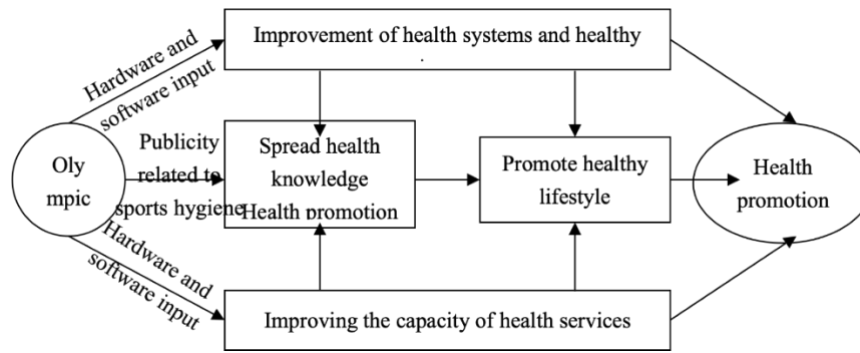 Improvement of health systems and healthy
.
Hardware and
software input
Oly
mpic
Publicity
related to
sports hygiene
Spread health
knowledge
Health promotion
Promote healthy
lifestyle
Health
promotion
Hardware and
software input
Improving the capacity of health services